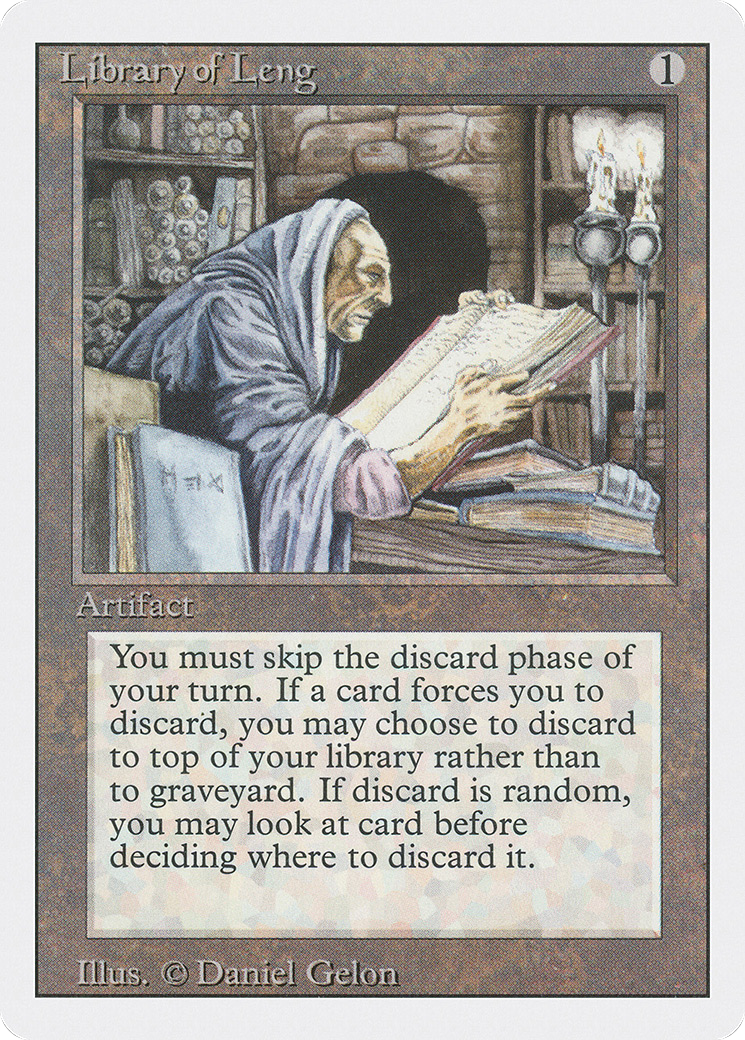 Library of Leng
1
Artifact
You must skip the discard phase of
your turn. If a card forces you to
discard, you may choose to discard
to top of your library rather than
to graveyard. If discard is random,
you may look at card before
deciding where to discard it.
Illus. © Daniel Gelon